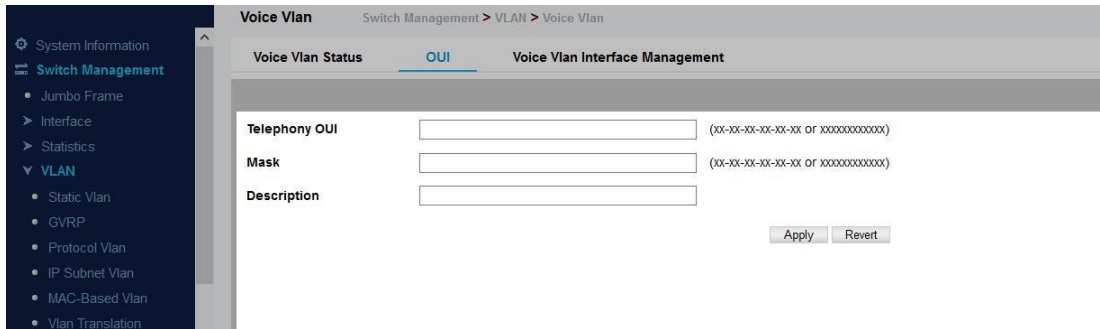 Voice Vlan Switch Management > VLAN > Voice Vlan
System Information
Switch Management
Jumbo Frame
Interface
Statistics
VLAN
Static Vlan
GVRP
Protocol Vlan
IP Subnet Vlan
MAC-Based Vlan
Vlan Translation
Voice Vlan Status OUI Voice Vlan Interface Management
Telephony OUI (xx-xx-xx-xx-xx-xx or xxxxxxxxxxxx)
Mask (xx-xx-xx-xx-xx-xx or xxxxxxxxxxxx)
Description
Apply Revert